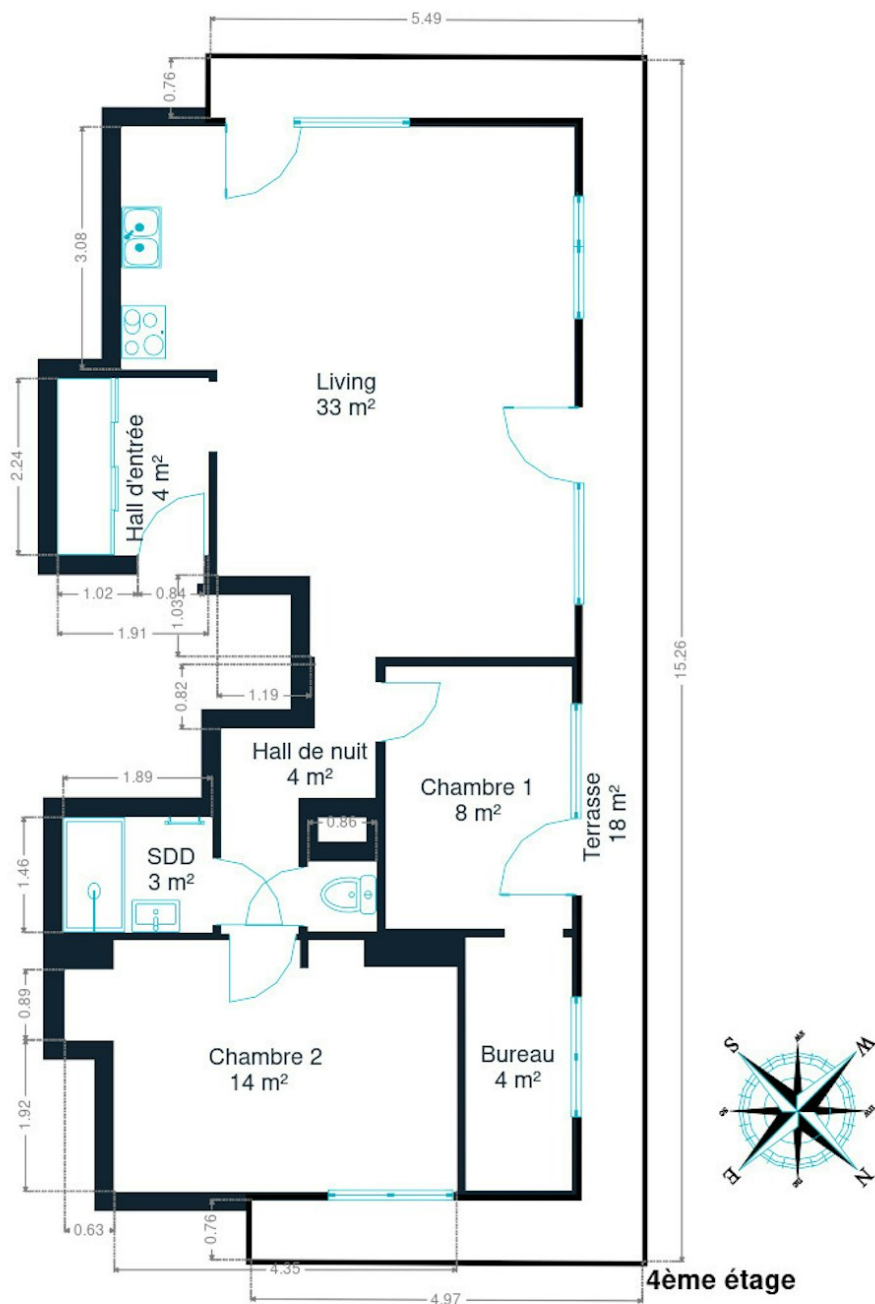 5.49
0.76
3.08
Living
33 m²
Hall d'entrée
4 m²
2.24
1.02
0.84
1.03
1.91
1.19
0.82
15.26
Hall de nuit
4 m²
1.89
Chambre 1
8 m²
Terrasse
18 m²
0.86
SDD
3 m²
1.46
0.89
Chambre 2
14 m²
Bureau
4 m²
1.92
S
W
E
N
0.63
0.76
4.35
4ème étage
4.97